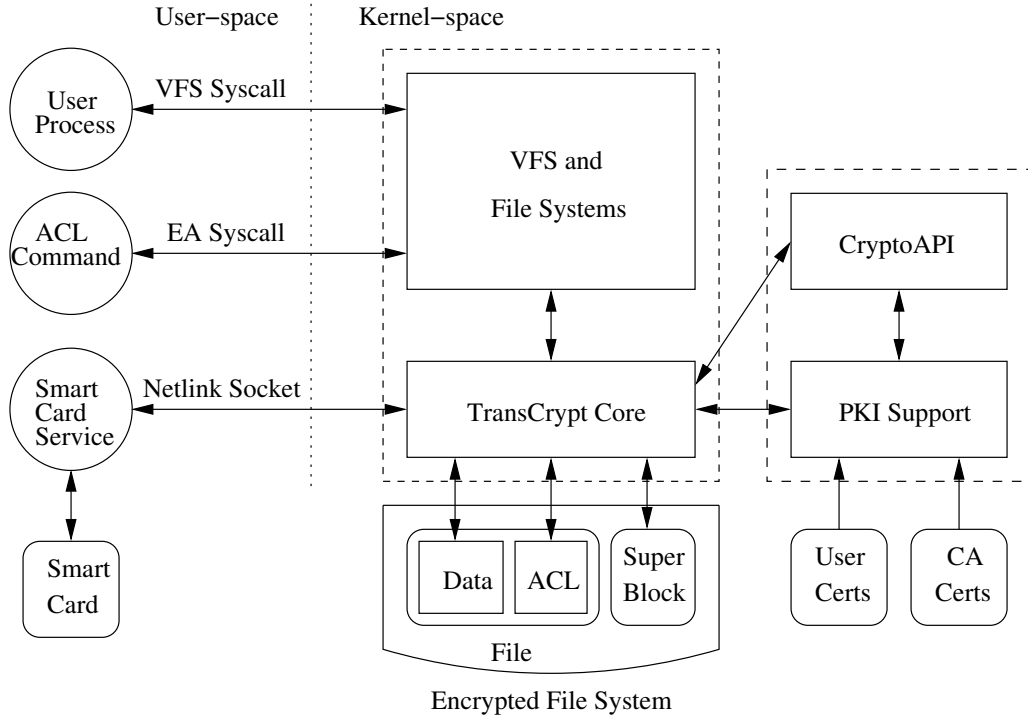 User−space
Kernel−space
User
Process
VFS Syscall
VFS and
File Systems
ACL
Command
EA Syscall
CryptoAPI
Smart
Card
Service
Netlink Socket
TransCrypt Core
PKI Support
Smart
Card
Data
ACL
Super
Block
User
Certs
CA
Certs
File
Encrypted File System